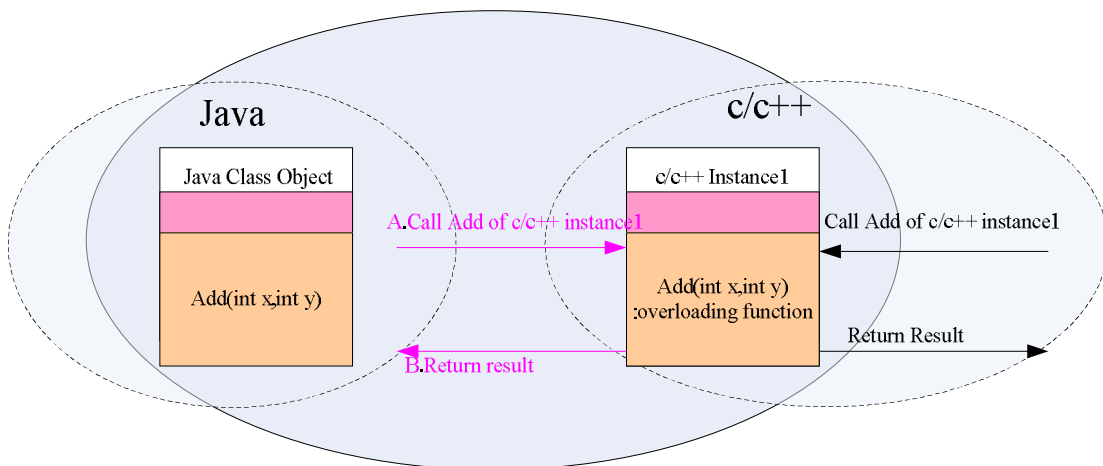 Java
c/c++
Java Class Object
c/c++ Instance1
A.Call Add of c/c++ instance1
Call Add of c/c++ instance1
Add(int x,int y)
Add(int x,int y)
:overloading function
B.Return result
Return Result